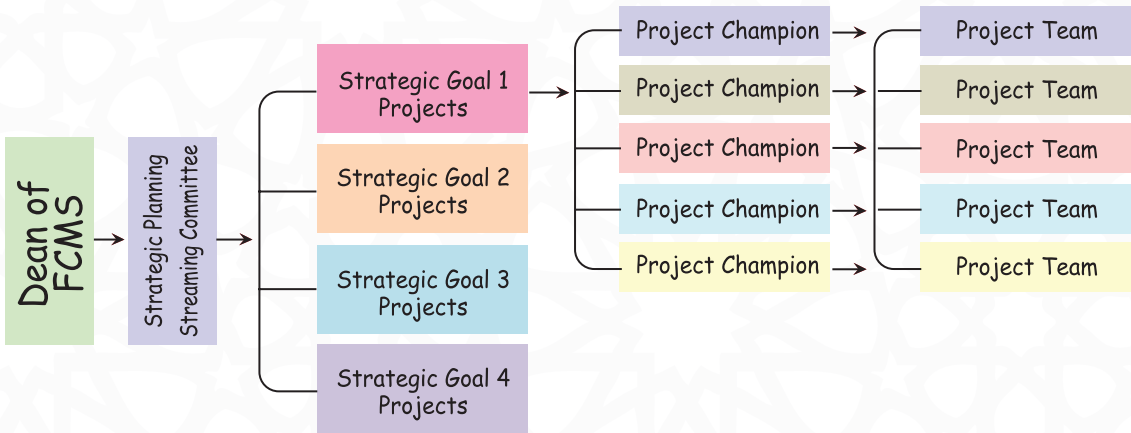 Dean of
FCMS
Strategic Planning
Streaming Committee
Strategic Goal 1
Projects
Strategic Goal 2
Projects
Strategic Goal 3
Projects
Strategic Goal 4
Projects
Project Champion
Project Team
Project Champion
Project Team
Project Champion
Project Team
Project Champion
Project Team
Project Champion
Project Team